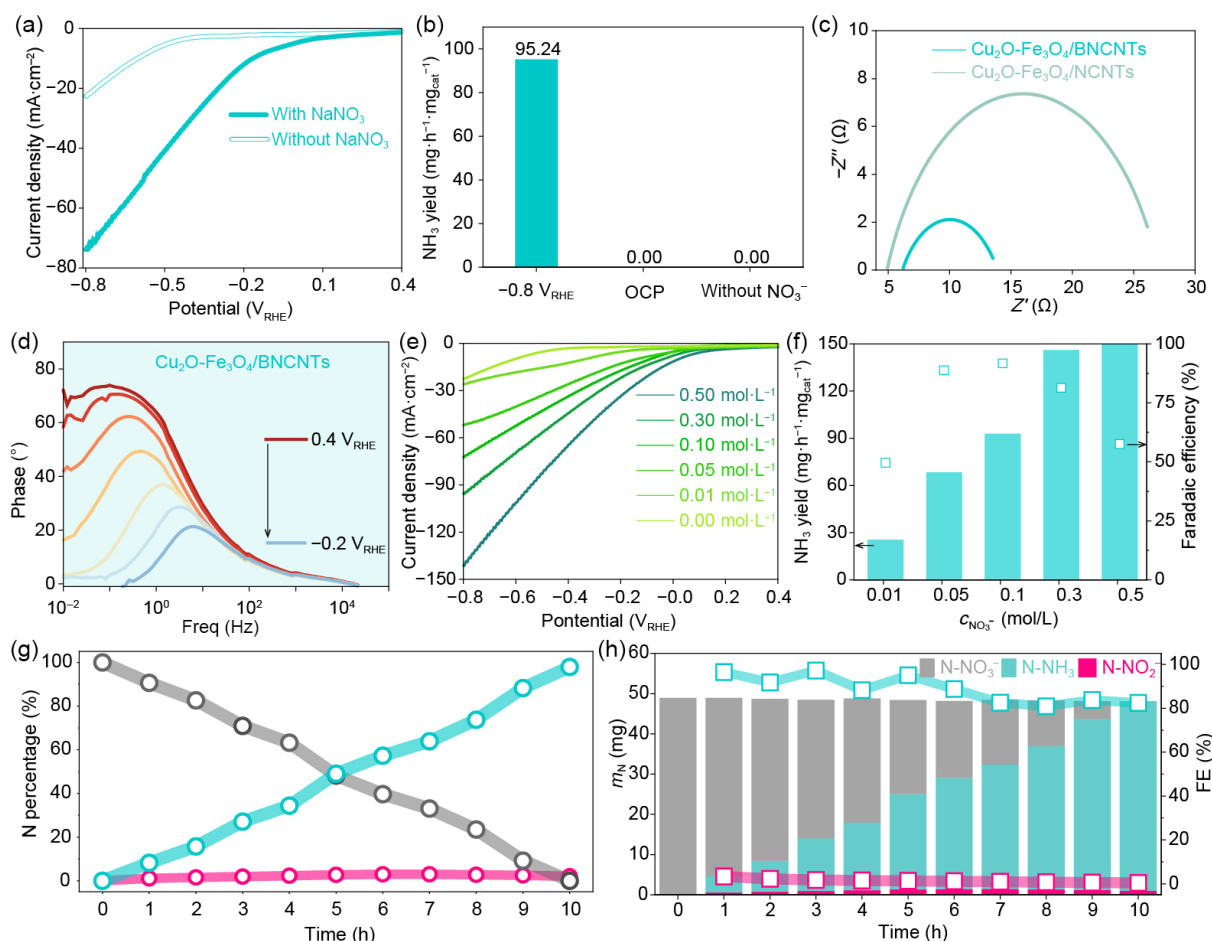 (a)
0
−20
−40
−60
−80
Current density (mA·cm⁻²)
With NaNO₃
Without NaNO₃
−0.8
−0.5
−0.2
0.1
0.4
Potential (V_RHE)
(b)
100
80
60
40
20
0
NH₃ yield (mg·h⁻¹·mg_cat⁻¹)
95.24
0.00
0.00
−0.8 V_RHE
OCP
Without NO₃⁻
(c)
10
8
6
4
2
0
−Z″ (Ω)
Cu₂O-Fe₃O₄/BNCNTs
Cu₂O-Fe₃O₄/NCNTs
5
10
15
20
25
30
Z′ (Ω)
(d)
80
60
40
20
0
Phase (°)
Cu₂O-Fe₃O₄/BNCNTs
0.4 V_RHE
−0.2 V_RHE
10⁻²
10⁰
10²
10⁴
Freq (Hz)
(e)
0
−30
−60
−90
−120
−150
Current density (mA·cm⁻²)
0.50 mol·L⁻¹
0.30 mol·L⁻¹
0.10 mol·L⁻¹
0.05 mol·L⁻¹
0.01 mol·L⁻¹
0.00 mol·L⁻¹
−0.8
−0.6
−0.4
−0.2
−0.0
0.2
0.4
Potential (V_RHE)
(f)
150
120
90
60
30
0
NH₃ yield (mg·h⁻¹·mg_cat⁻¹)
100
75
50
25
0
Faradaic efficiency (%)
0.01
0.05
0.1
0.3
0.5
c_NO₃⁻ (mol/L)
(g)
100
80
60
40
20
0
N percentage (%)
0
1
2
3
4
5
6
7
8
9
10
Time (h)
(h)
60
50
40
30
20
10
0
m_N (mg)
N-NO₃⁻
N-NH₃
N-NO₂⁻
100
80
60
40
20
0
FE (%)
0
1
2
3
4
5
6
7
8
9
10
Time (h)